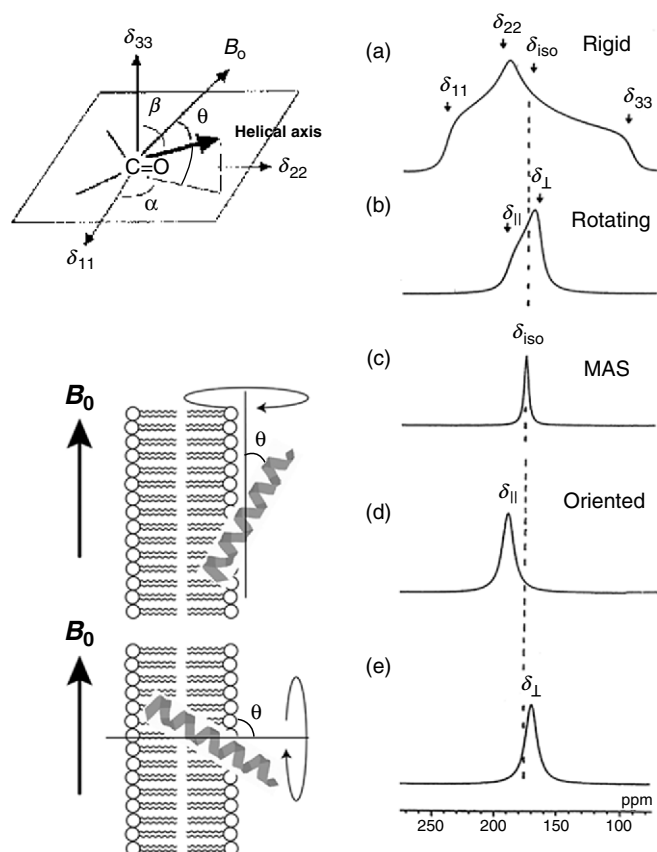 δ33
Bo
β
θ
Helical axis
C=O
δ22
α
δ11
(a)
δ22
δiso
Rigid
δ11
δ33
(b)
δ||
δ⊥
Rotating
(c)
δiso
MAS
(d)
δ||
Oriented
(e)
δ⊥
ppm
250
200
150
100
B0
θ
B0
θ